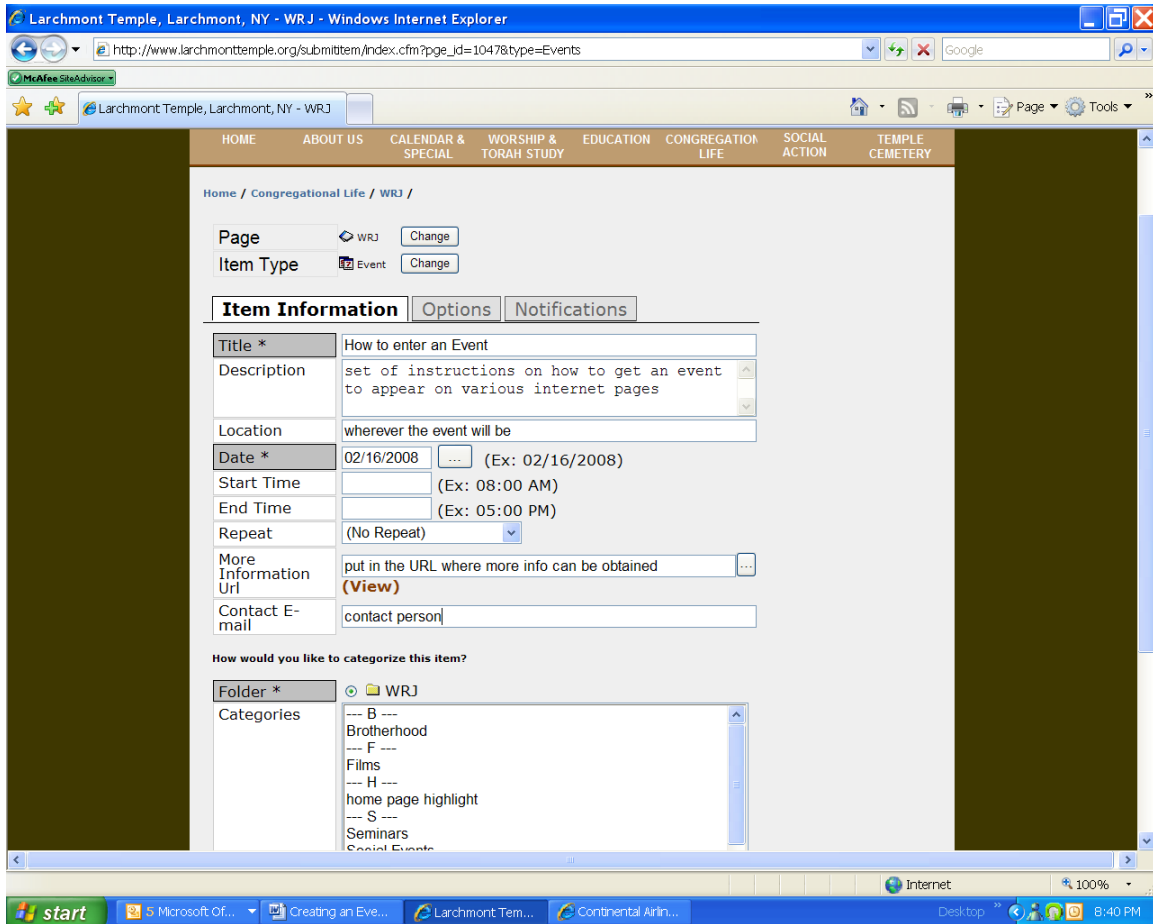 Larchmont Temple, Larchmont, NY - WRJ - Windows Internet Explorer
http://www.larchmonttemple.org/submititem/index.cfm?pge_id=1047&type=Events
Google
McAfee SiteAdvisor
Larchmont Temple, Larchmont, NY - WRJ
Page
Tools
HOME ABOUT US CALENDAR & SPECIAL WORSHIP & TORAH STUDY EDUCATION CONGREGATION LIFE SOCIAL ACTION TEMPLE CEMETERY
Home / Congregational Life / WRJ /
Page WRJ Change
Item Type Event Change
Item Information Options Notifications
Title * How to enter an Event
Description set of instructions on how to get an event
to appear on various internet pages
Location wherever the event will be
Date * 02/16/2008 ... (Ex: 02/16/2008)
Start Time (Ex: 08:00 AM)
End Time (Ex: 05:00 PM)
Repeat (No Repeat)
More
Information
Url
put in the URL where more info can be obtained ...
(View)
Contact E-
mail
contact person
How would you like to categorize this item?
Folder * WRJ
Categories
--- B ---
Brotherhood
--- F ---
Films
--- H ---
home page highlight
--- S ---
Seminars
Social Events
Internet 100%
start 5 Microsoft Of... Creating an Eve... Larchmont Tem... Continental Airlin... Desktop 8:40 PM